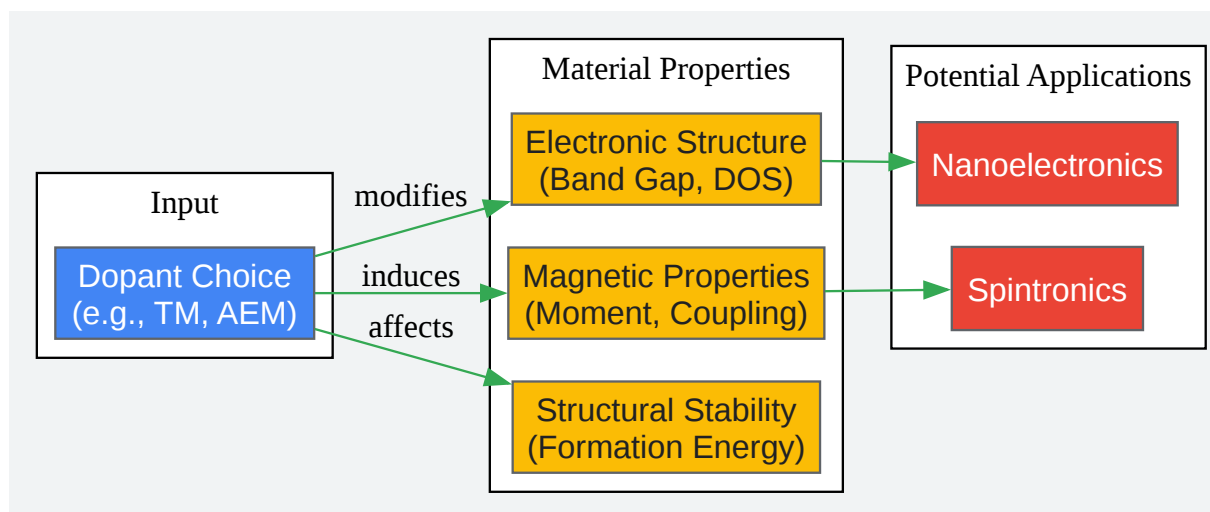 Input
Dopant Choice
(e.g., TM, AEM)
modifies
induces
affects
Material Properties
Electronic Structure
(Band Gap, DOS)
Magnetic Properties
(Moment, Coupling)
Structural Stability
(Formation Energy)
Potential Applications
Nanoelectronics
Spintronics